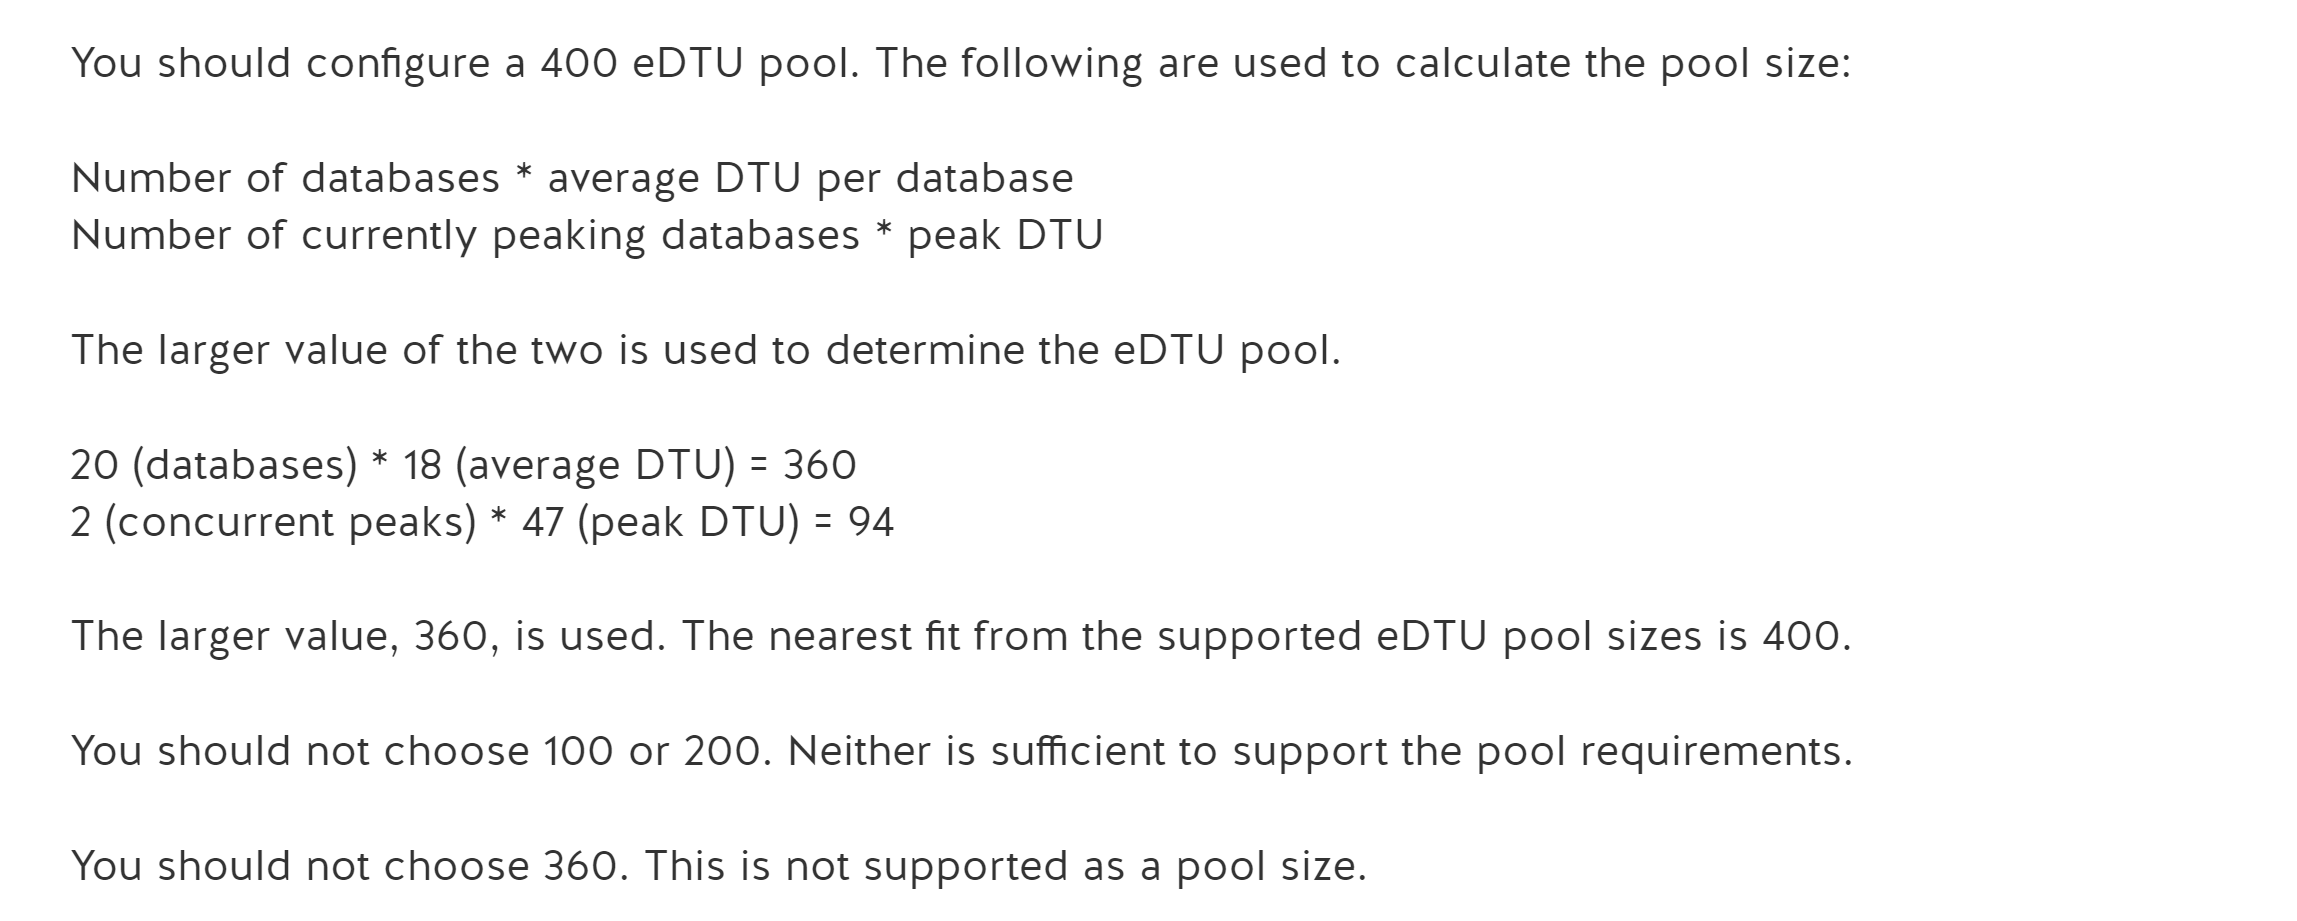 You should configure a 400 eDTU pool. The following are used to calculate the pool size:
Number of databases * average DTU per database
Number of currently peaking databases * peak DTU
The larger value of the two is used to determine the eDTU pool.
20 (databases) * 18 (average DTU) = 360
2 (concurrent peaks) * 47 (peak DTU) = 94
The larger value, 360, is used. The nearest fit from the supported eDTU pool sizes is 400.
You should not choose 100 or 200. Neither is sufficient to support the pool requirements.
You should not choose 360. This is not supported as a pool size.